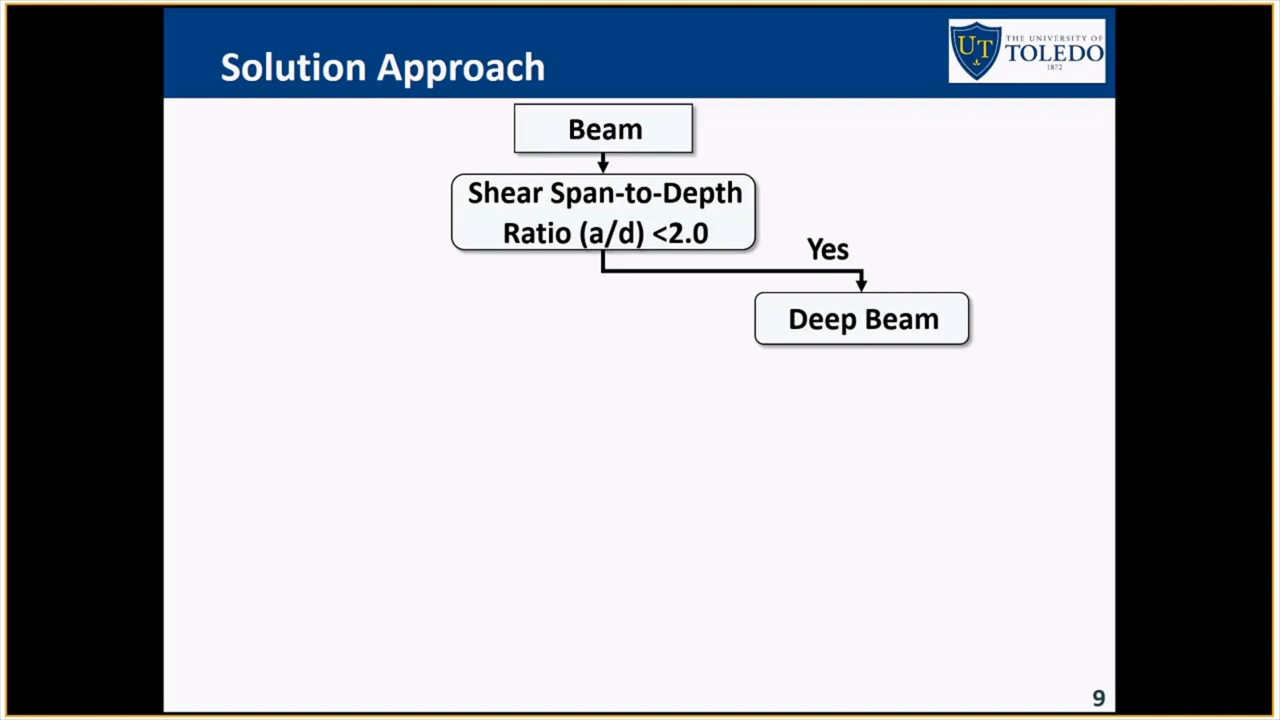 Solution Approach
UT
THE UNIVERSITY OF
TOLEDO
1872
Beam
Shear Span-to-Depth
Ratio (a/d) <2.0
Yes
Deep Beam
9